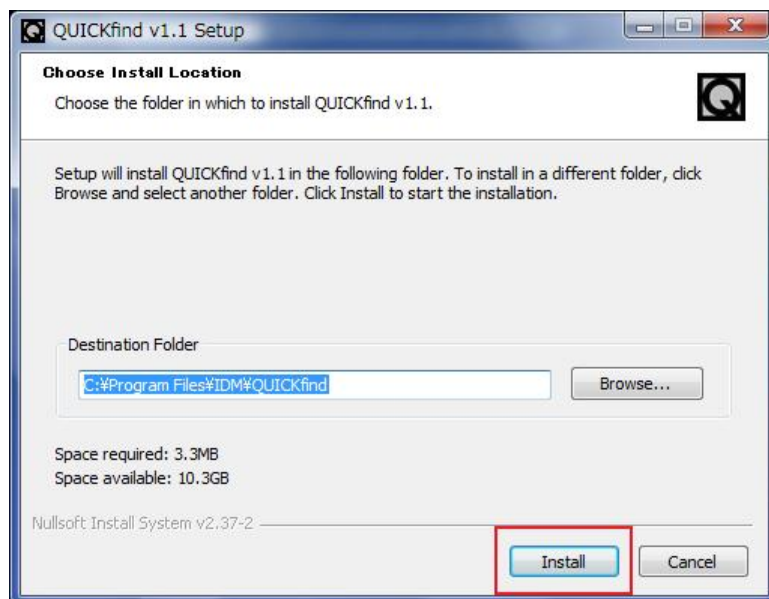 QUICKfind v1.1 Setup
Choose Install Location
Choose the folder in which to install QUICKfind v1.1.
Setup will install QUICKfind v1.1 in the following folder. To install in a different folder, click
Browse and select another folder. Click Install to start the installation.
Destination Folder
C:¥Program Files¥IDM¥QUICKfind
Browse...
Space required: 3.3MB
Space available: 10.3GB
Nullsoft Install System v2.37-2
Install
Cancel